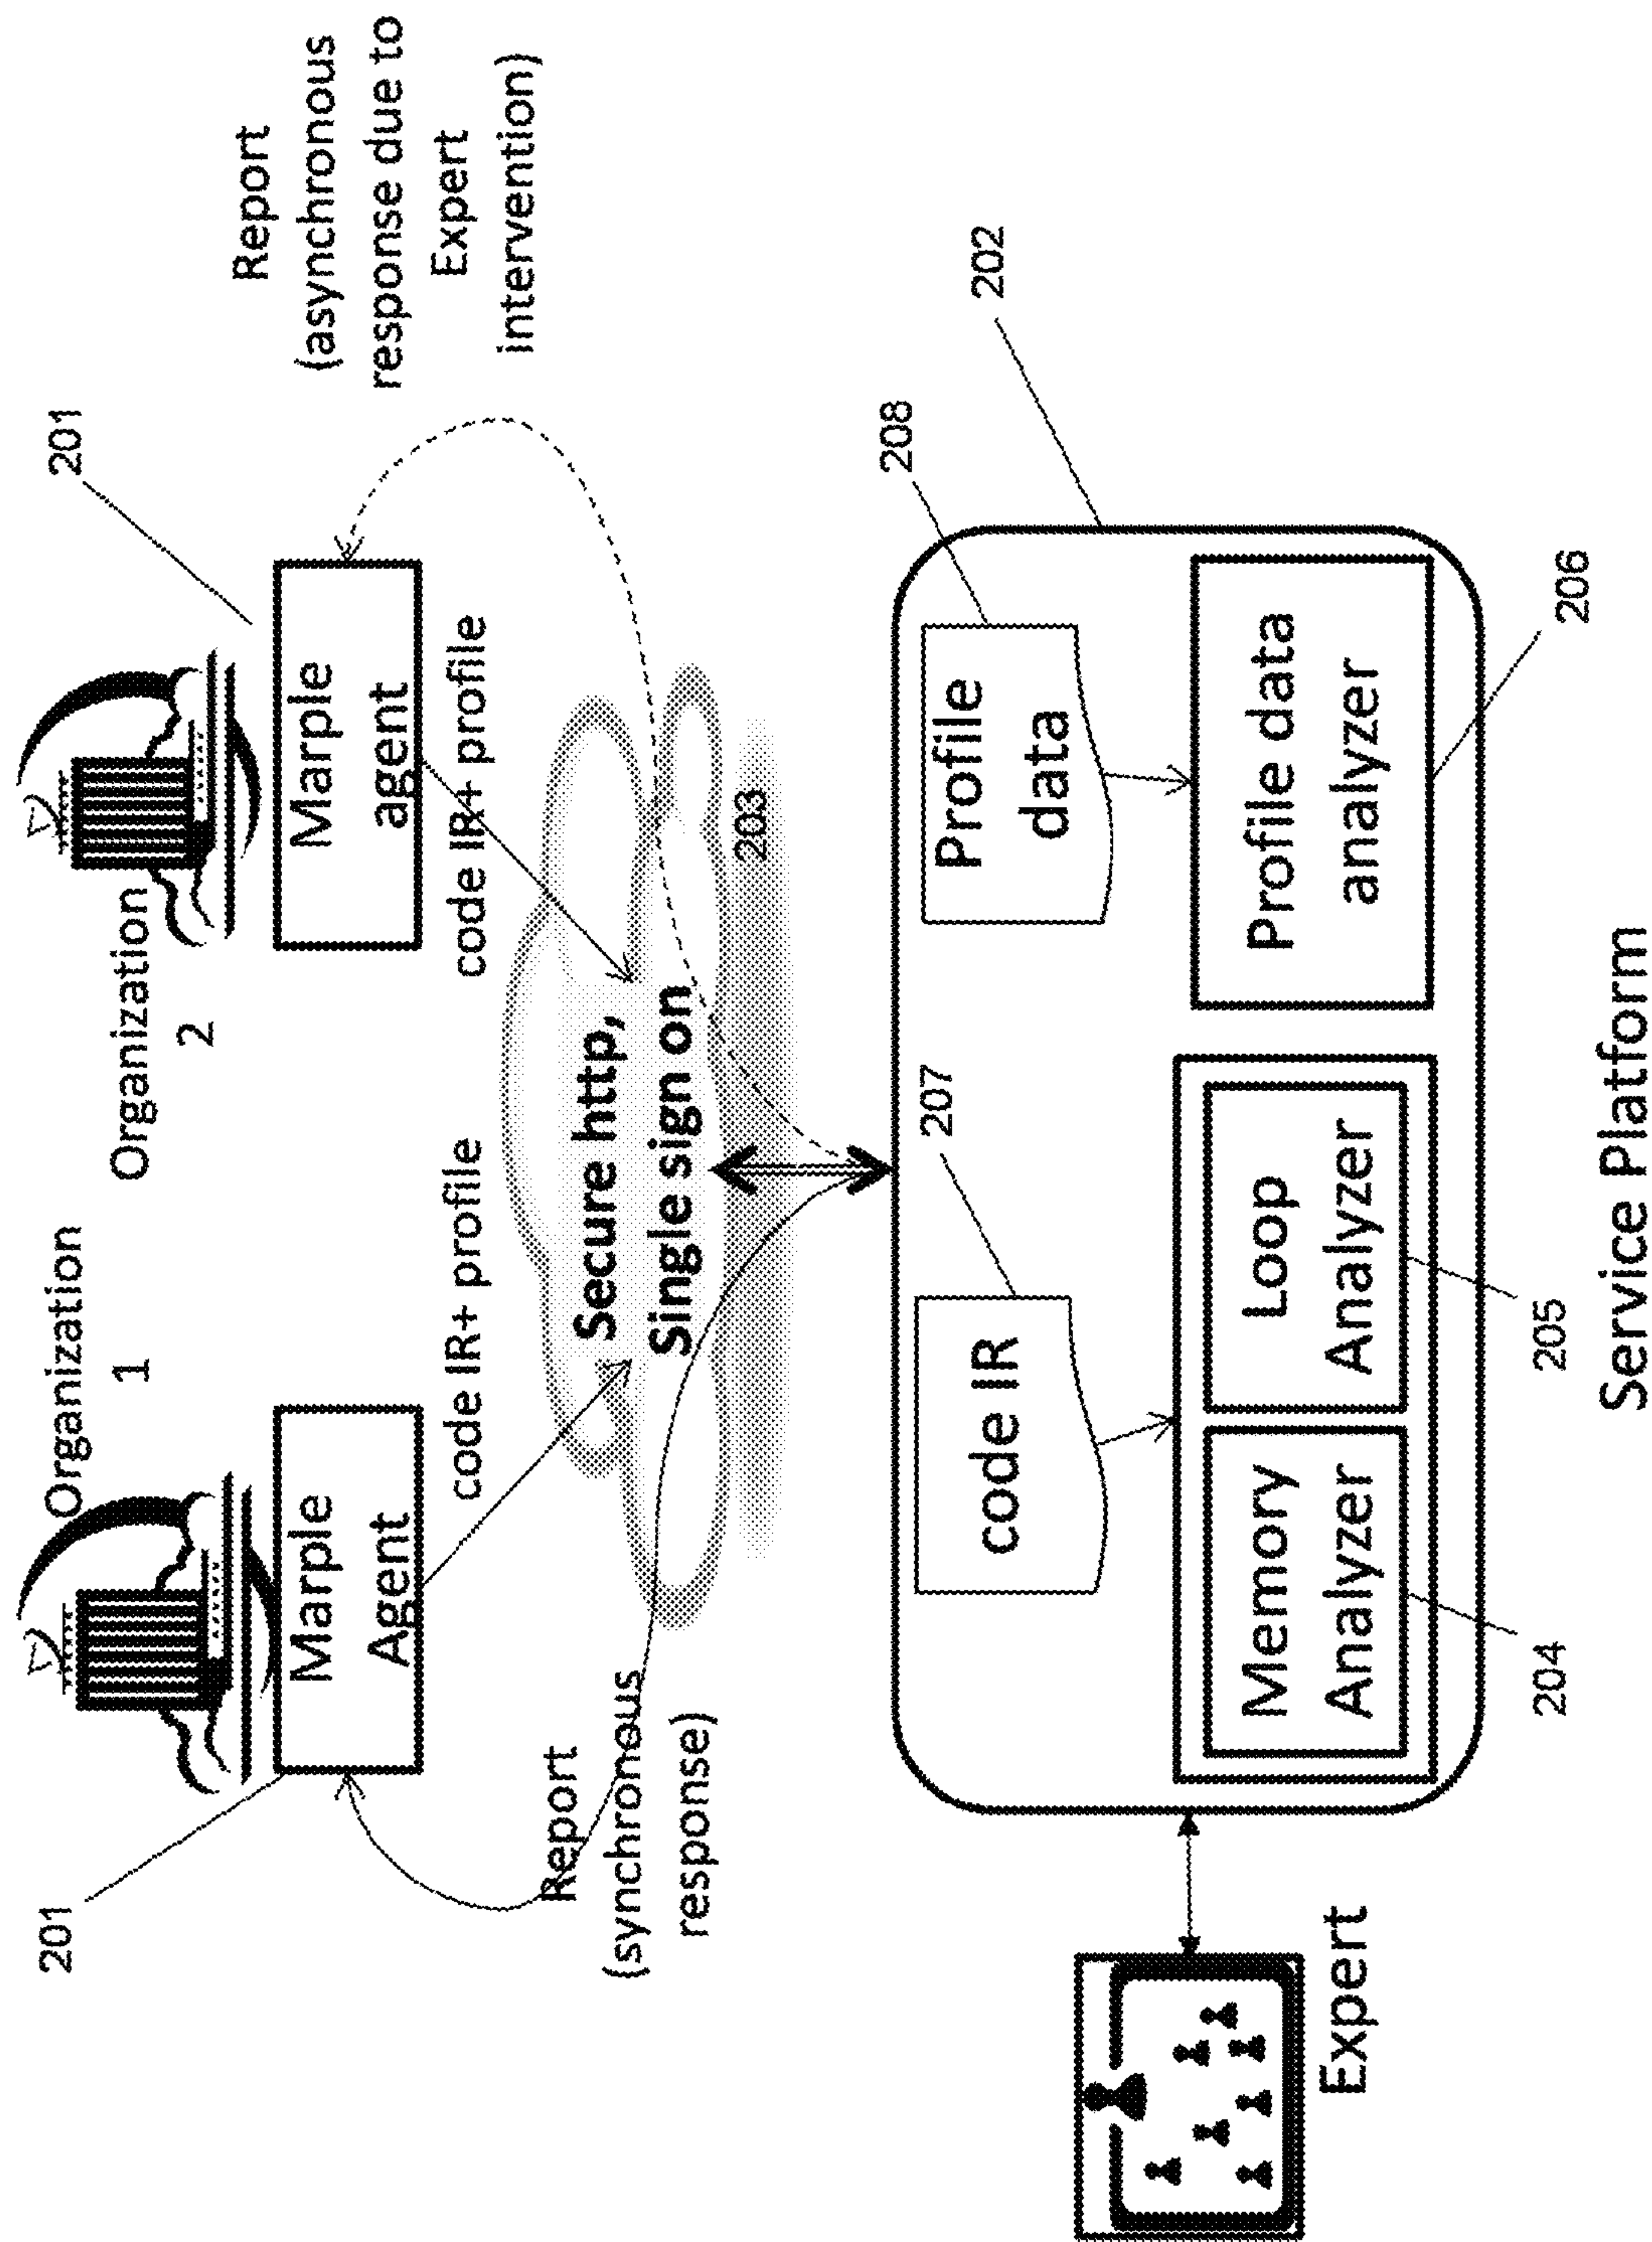 201
Organization
1
Organization
2
201
Marple
Agent
Marple
agent
code IR+ profile
code IR+ profile
Report
(asynchronous
response due to
Expert
intervention)
Report
(synchronous
response)
Secure http,
Single sign on
203
207
208
202
code IR
Profile
data
Memory
Analyzer
Loop
Analyzer
Profile data
analyzer
Expert
204
205
206
Service Platform